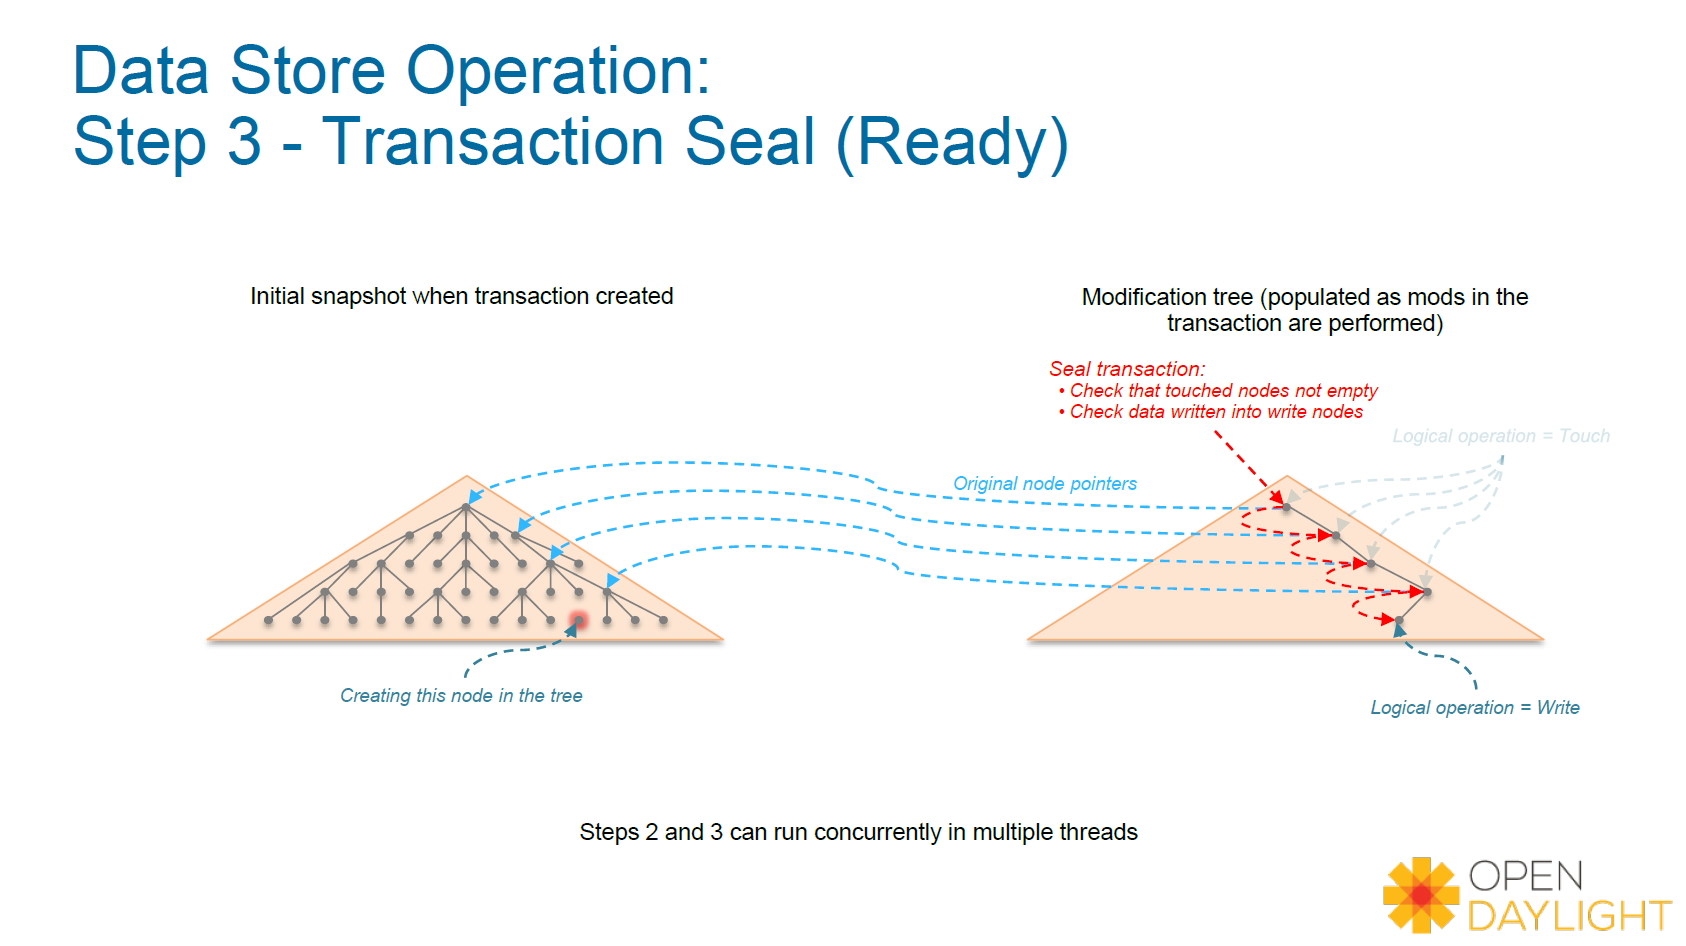 Data Store Operation:
Step 3 - Transaction Seal (Ready)
Initial snapshot when transaction created
Modification tree (populated as mods in the
transaction are performed)
Seal transaction:
• Check that touched nodes not empty
• Check data written into write nodes
Logical operation = Touch
Original node pointers
Creating this node in the tree
Logical operation = Write
Steps 2 and 3 can run concurrently in multiple threads
OPEN
DAYLIGHT